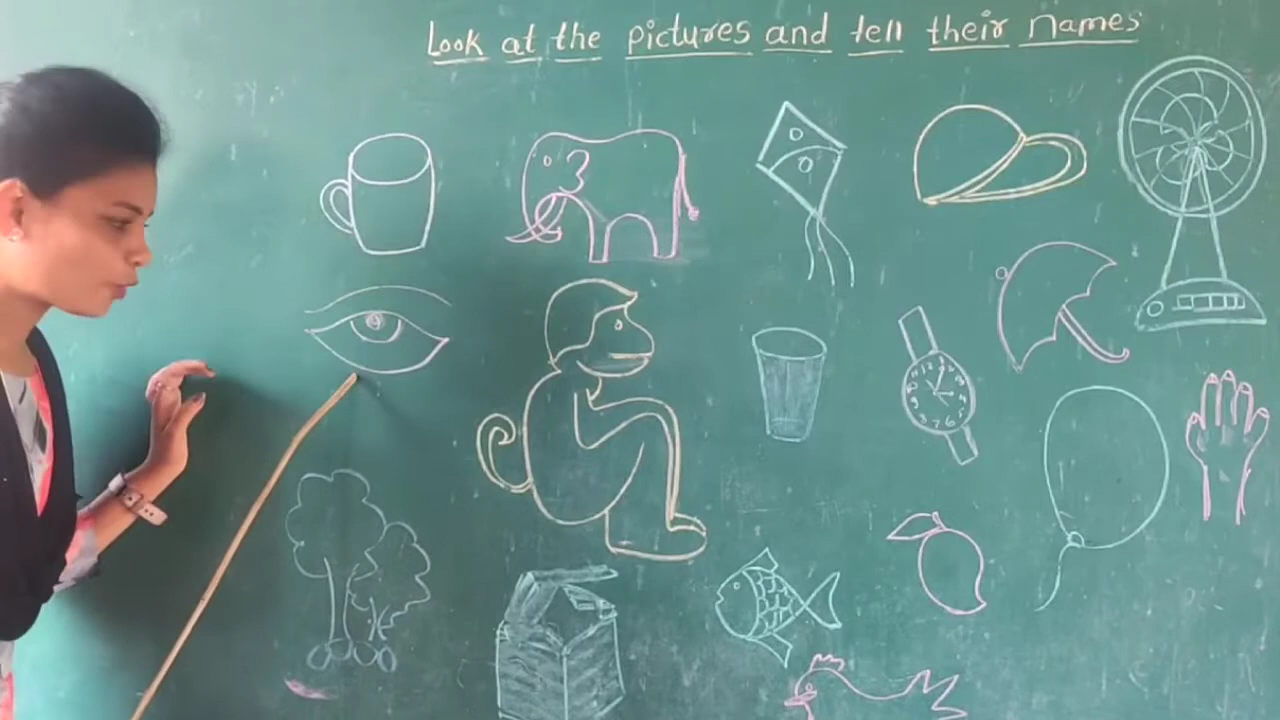 Look at the pictures and tell their names